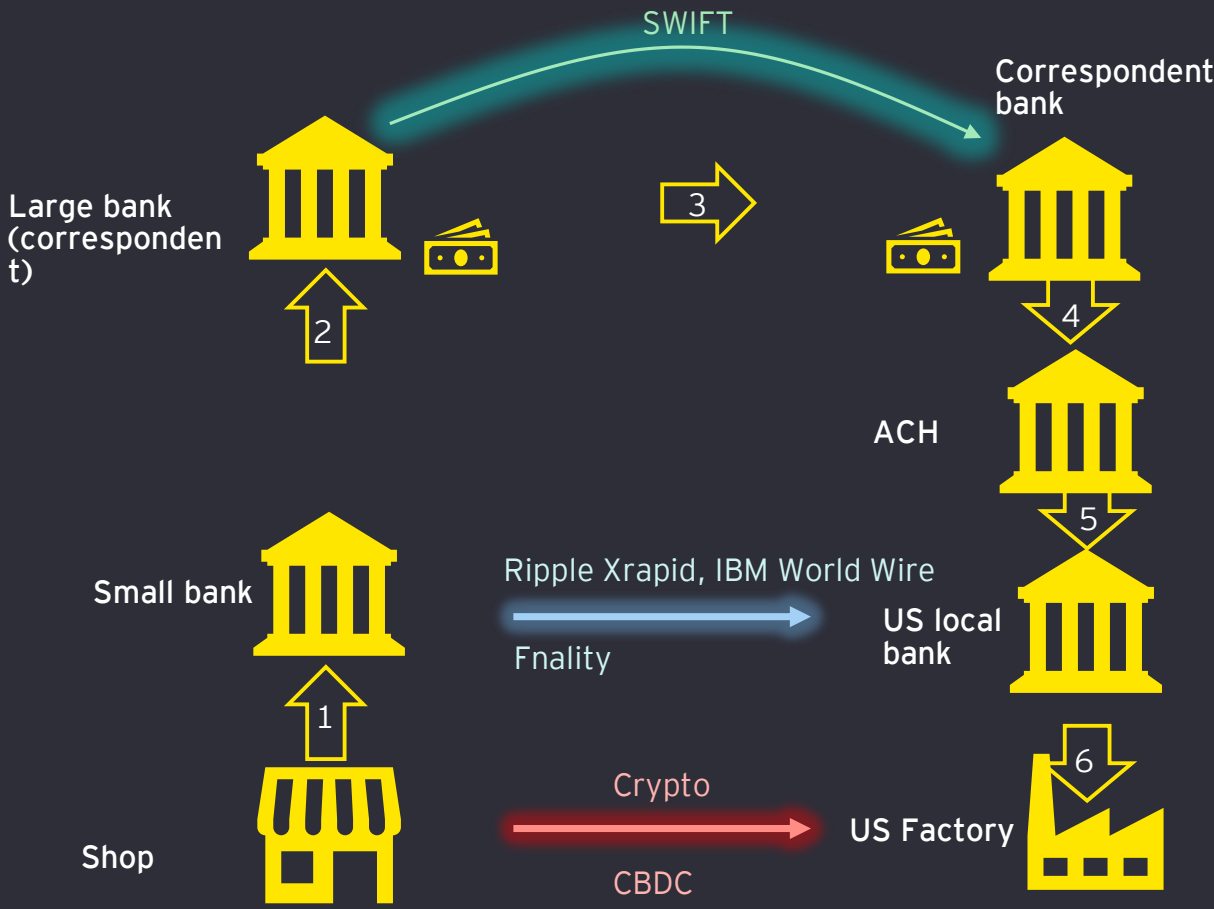 SWIFT
Correspondent
bank
Large bank
(corresponden
t)
3
2
4
ACH
5
Small bank
Ripple Xrapid, IBM World Wire
US local
bank
Fnality
1
6
Crypto
US Factory
Shop
CBDC